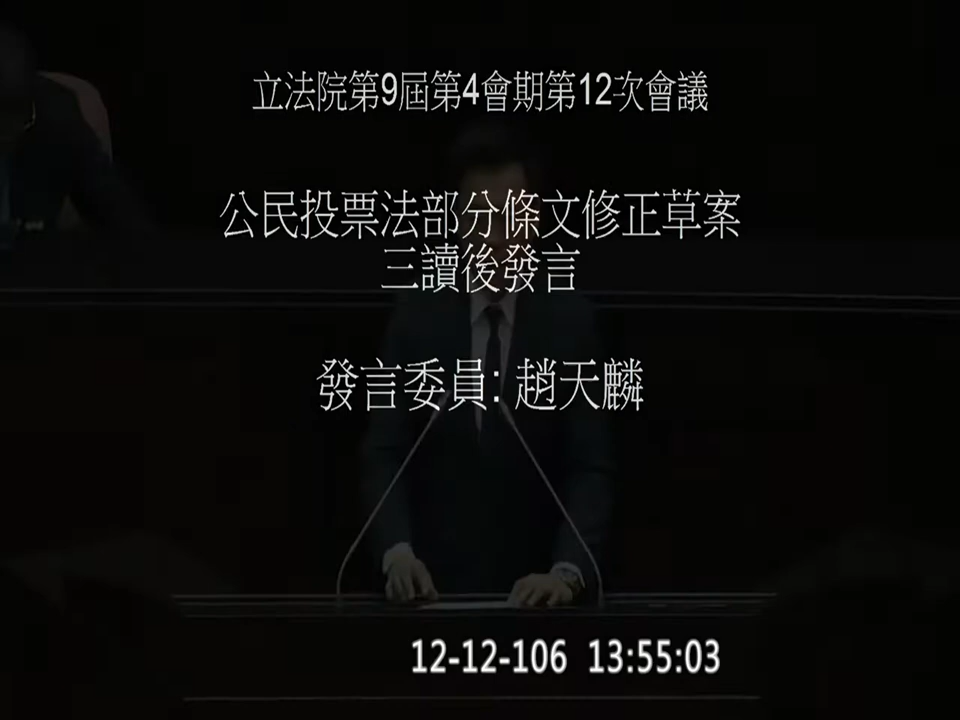 立法院第9屆第4會期第12次會議
公民投票法部分條文修正草案
三讀後發言
發言委員: 趙天麟
12-12-106 13:55:03